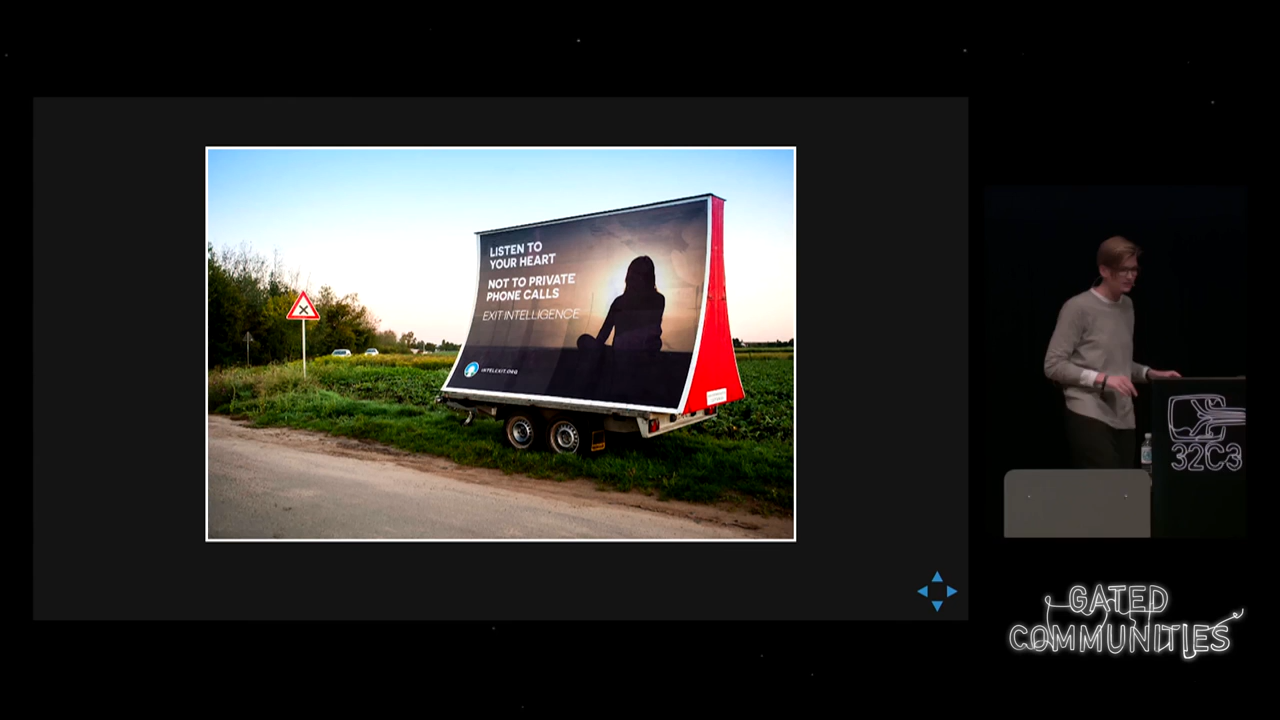 LISTEN TO
YOUR HEART
NOT TO PRIVATE
PHONE CALLS
EXIT INTELLIGENCE
INTELEXIT.ORG
32C3
GATED
COMMUNITIES